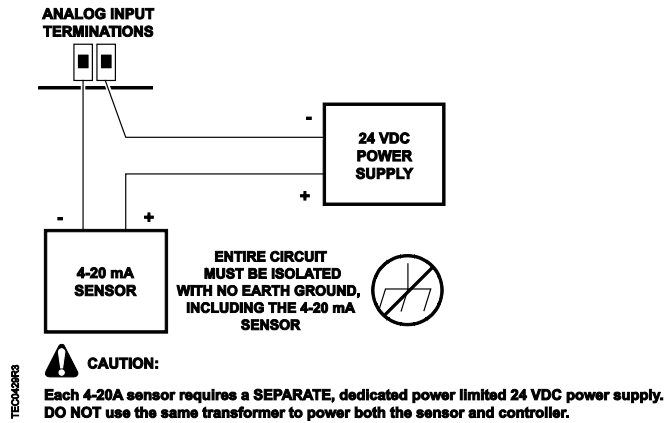 ANALOG INPUT
TERMINATIONS
-
24 VDC
POWER
SUPPLY
+
- +
4-20 mA
SENSOR
ENTIRE CIRCUIT
MUST BE ISOLATED
WITH NO EARTH GROUND,
INCLUDING THE 4-20 mA
SENSOR
CAUTION:
Each 4-20A sensor requires a SEPARATE, dedicated power limited 24 VDC power supply.
DO NOT use the same transformer to power both the sensor and controller.
TEC0429R3